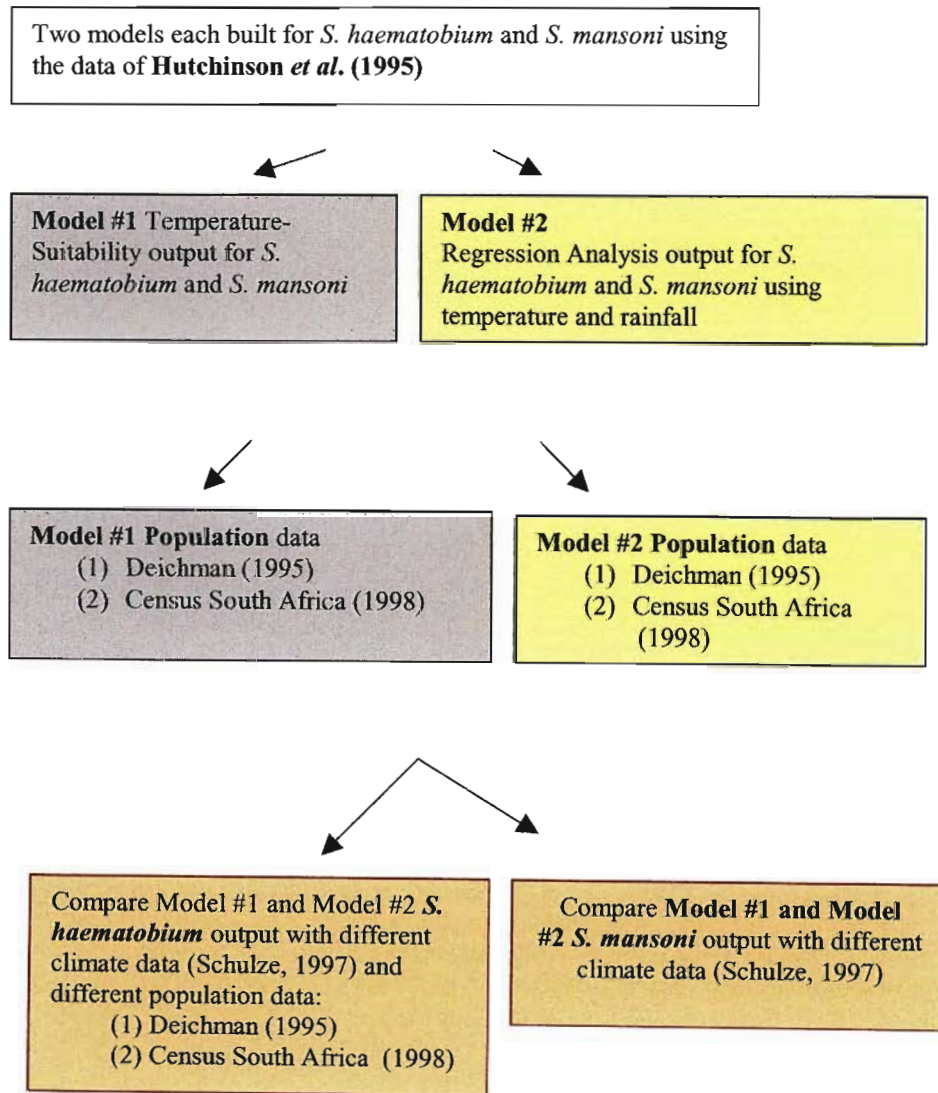 Two models each built for S. haematobium and S. mansoni using
the data of Hutchinson et al. (1995)
Model #1 Temperature-
Suitability output for S.
haematobium and S. mansoni
Model #2
Regression Analysis output for S.
haematobium and S. mansoni using
temperature and rainfall
Model #1 Population data
(1) Deichman (1995)
(2) Census South Africa (1998)
Model #2 Population data
(1) Deichman (1995)
(2) Census South Africa
(1998)
Compare Model #1 and Model #2 S.
haematobium output with different
climate data (Schulze, 1997) and
different population data:
(1) Deichman (1995)
(2) Census South Africa (1998)
Compare Model #1 and Model
#2 S. mansoni output with different
climate data (Schulze, 1997)